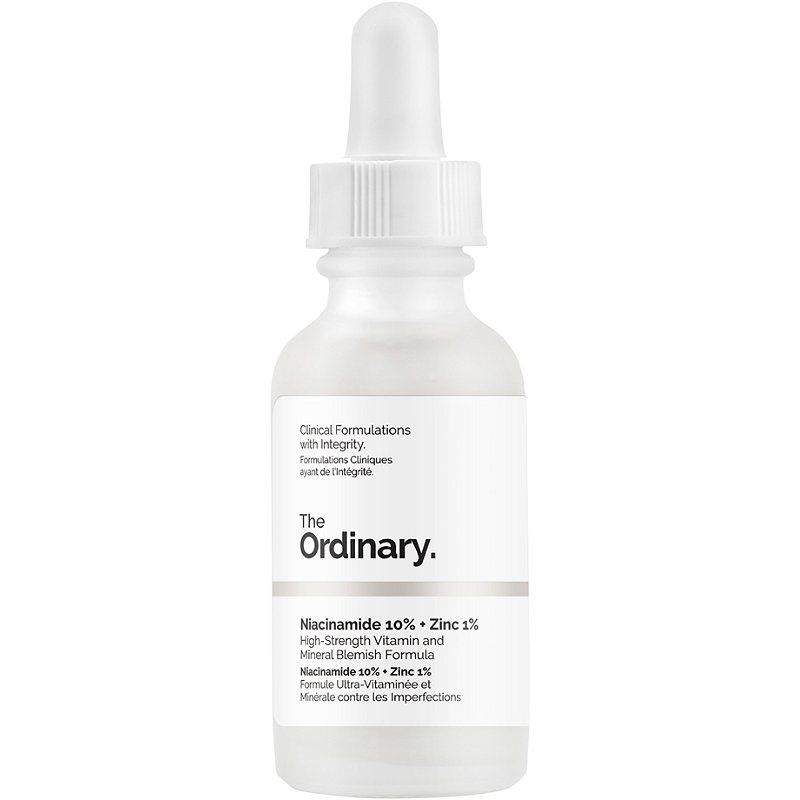 Clinical Formulations
with Integrity.
Formulations Cliniques
ayant de l'Intégrité.
The
Ordinary.
Niacinamide 10% + Zinc 1%
High-Strength Vitamin and
Mineral Blemish Formula
Niacinamide 10% + Zinc 1%
Formule Ultra-Vitaminée et
Minérale contre les Imperfections